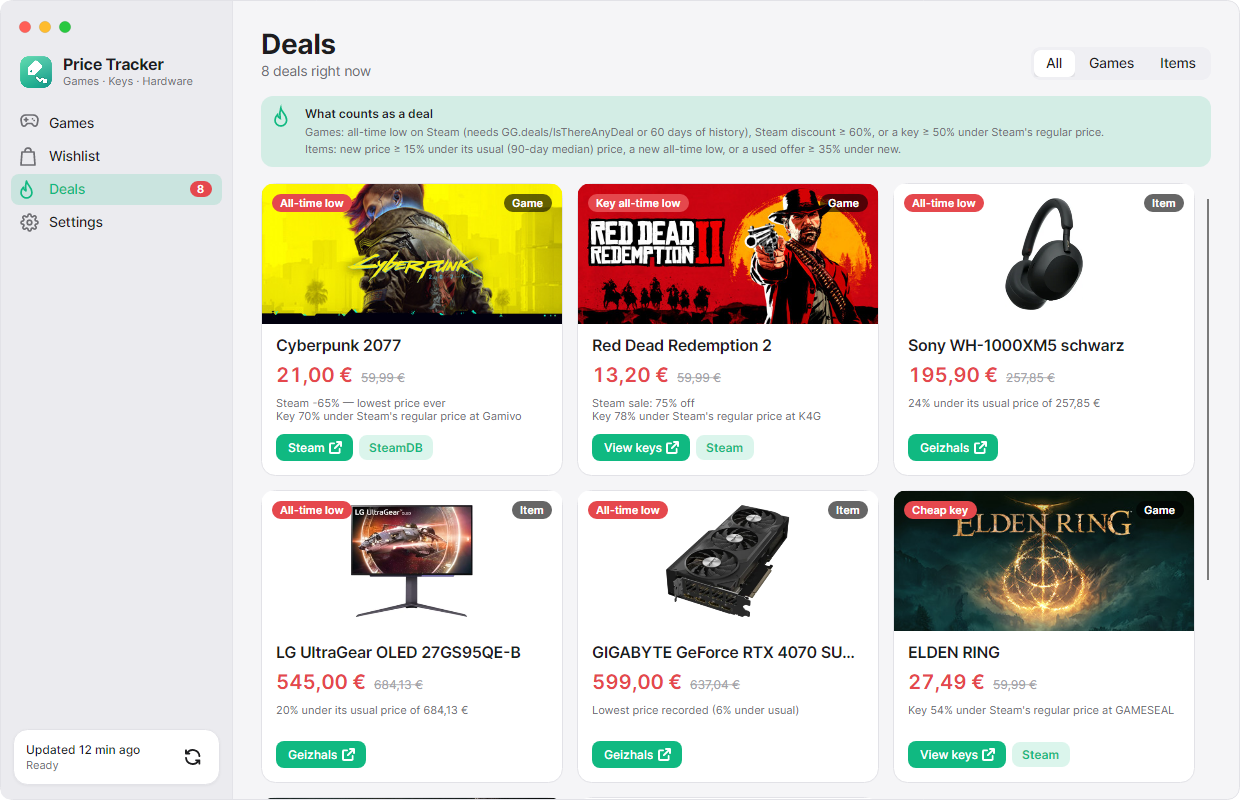 Price Tracker
Games · Keys · Hardware
Games
Wishlist
Deals 8
Settings
Updated 12 min ago
Ready
Deals
8 deals right now
All Games Items
What counts as a deal
Games: all-time low on Steam (needs GG.deals/IsThereAnyDeal or 60 days of history), Steam discount ≥ 60%, or a key ≥ 50% under Steam's regular price.
Items: new price ≥ 15% under its usual (90-day median) price, a new all-time low, or a used offer ≥ 35% under new.
All-time low Game
CYBERPUNK
Cyberpunk 2077
21,00 € 59,99 €
Steam -65% — lowest price ever
Key 70% under Steam's regular price at Gamivo
Steam SteamDB
Key all-time low Game
RED DEAD
REDEMPTION II
Red Dead Redemption 2
13,20 € 59,99 €
Steam sale: 75% off
Key 78% under Steam's regular price at K4G
View keys Steam
All-time low Item
Sony WH-1000XM5 schwarz
195,90 € 257,85 €
24% under its usual price of 257,85 €
Geizhals
All-time low Item
LG UltraGear OLED
LG UltraGear OLED 27GS95QE-B
545,00 € 684,13 €
20% under its usual price of 684,13 €
Geizhals
All-time low Item
GIGABYTE GeForce RTX 4070 SU...
599,00 € 637,04 €
Lowest price recorded (6% under usual)
Geizhals
Cheap key Game
ELDEN RING
ELDEN RING
27,49 € 59,99 €
Key 54% under Steam's regular price at GAMESEAL
View keys Steam